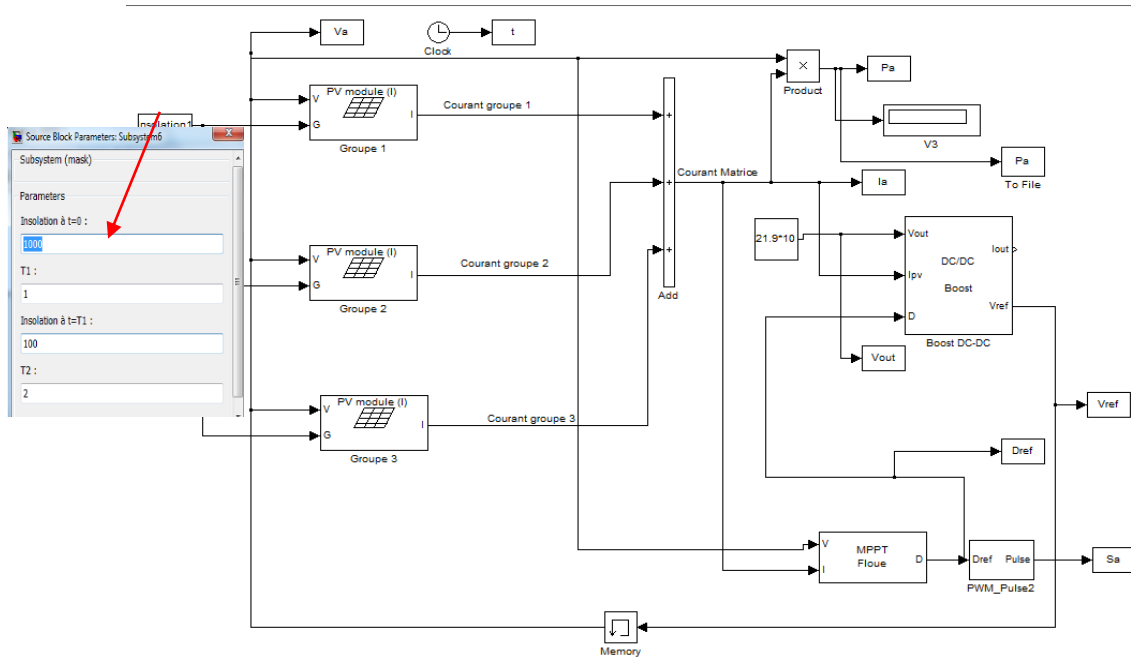 Va
t
Clock
PV module (I)
V
G
I
Courant groupe 1
Groupe 1
×
Product
Pa
V3
Pa
To File
nsolation1
Source Block Parameters: Subsystem6
x
Subsystem (mask)
Parameters
Insolation à t=0 :
1000
T1 :
1
Insolation à t=T1 :
100
T2 :
2
PV module (I)
V
G
I
Courant groupe 2
Groupe 2
PV module (I)
V
G
I
Courant groupe 3
Groupe 3
+
+
+
Add
Courant Matrice
Ia
21.9*10
Vout
Ipv
D
DC/DC
Boost
Iout
Vref
Boost DC-DC
Vout
Vref
Dref
V
I
MPPT
Floue
D
Dref
Pulse
PWM_Pulse2
Sa
Memory